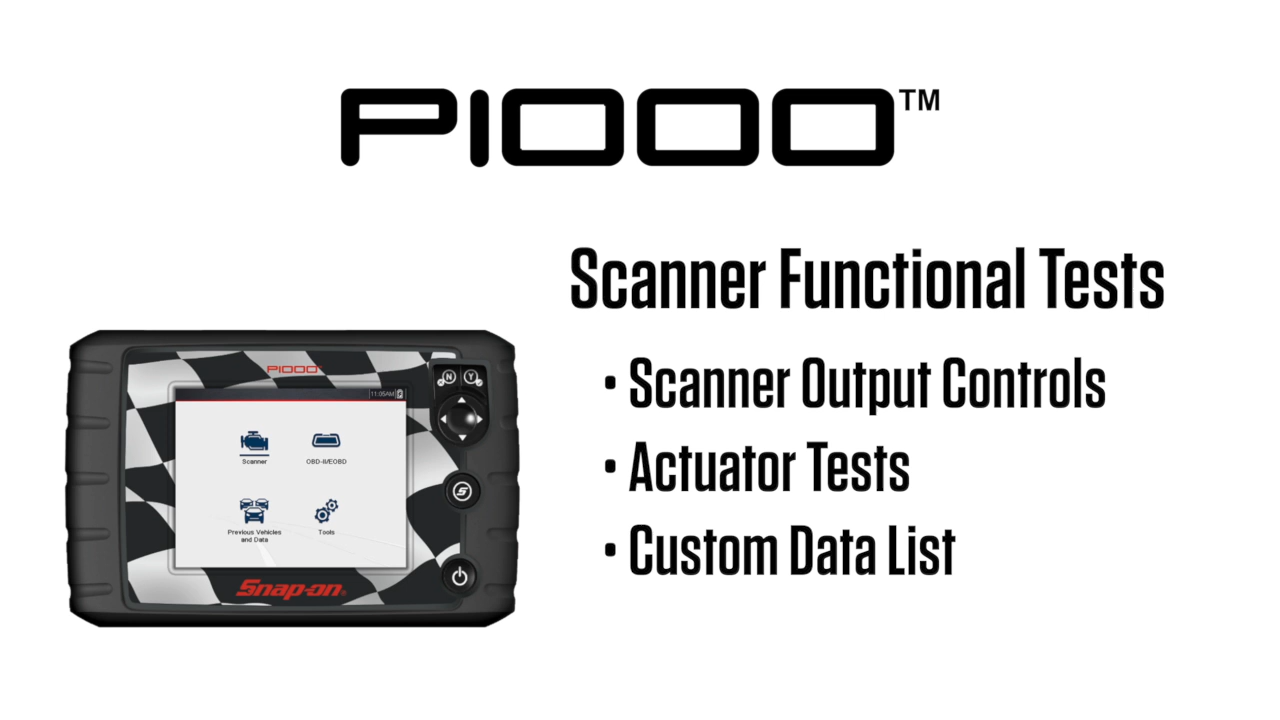 P1000™
Scanner Functional Tests
• Scanner Output Controls
• Actuator Tests
• Custom Data List
P1000
N Y
11:05AM
Scanner
OBD-II/EOBD
Previous Vehicles
and Data
Tools
S
Snap-on®